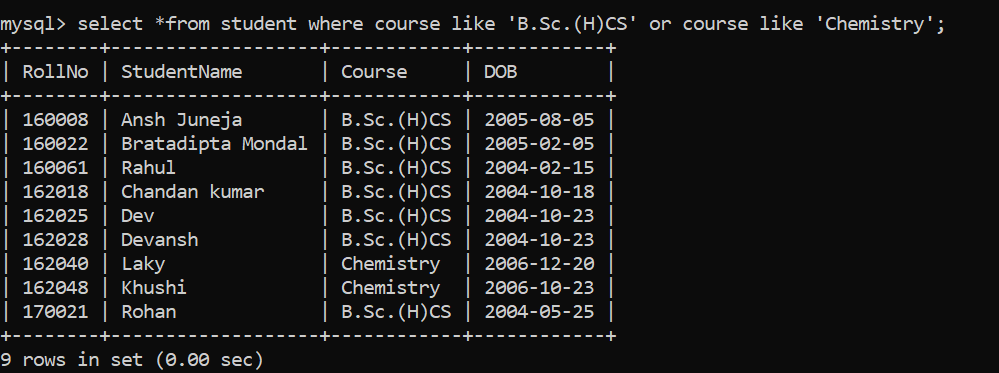 mysql> select *from student where course like 'B.Sc.(H)CS' or course like 'Chemistry';
+--------+-------------------+------------+------------+
| RollNo | StudentName       | Course     | DOB        |
+--------+-------------------+------------+------------+
| 160008 | Ansh Juneja       | B.Sc.(H)CS | 2005-08-05 |
| 160022 | Bratadipta Mondal | B.Sc.(H)CS | 2005-02-05 |
| 160061 | Rahul             | B.Sc.(H)CS | 2004-02-15 |
| 162018 | Chandan kumar     | B.Sc.(H)CS | 2004-10-18 |
| 162025 | Dev               | B.Sc.(H)CS | 2004-10-23 |
| 162028 | Devansh           | B.Sc.(H)CS | 2004-10-23 |
| 162040 | Laky              | Chemistry  | 2006-12-20 |
| 162048 | Khushi            | Chemistry  | 2006-10-23 |
| 170021 | Rohan             | B.Sc.(H)CS | 2004-05-25 |
+--------+-------------------+------------+------------+
9 rows in set (0.00 sec)